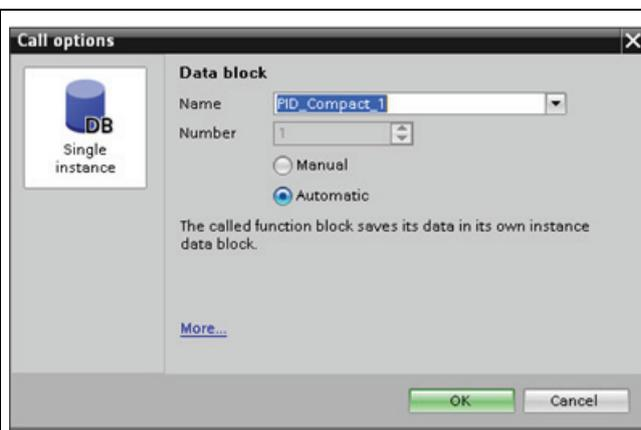 Call options
DB
Single
instance
Data block
Name
PID_Compact_1
Number
1
Manual
Automatic
The called function block saves its data in its own instance
data block.
More...
OK
Cancel